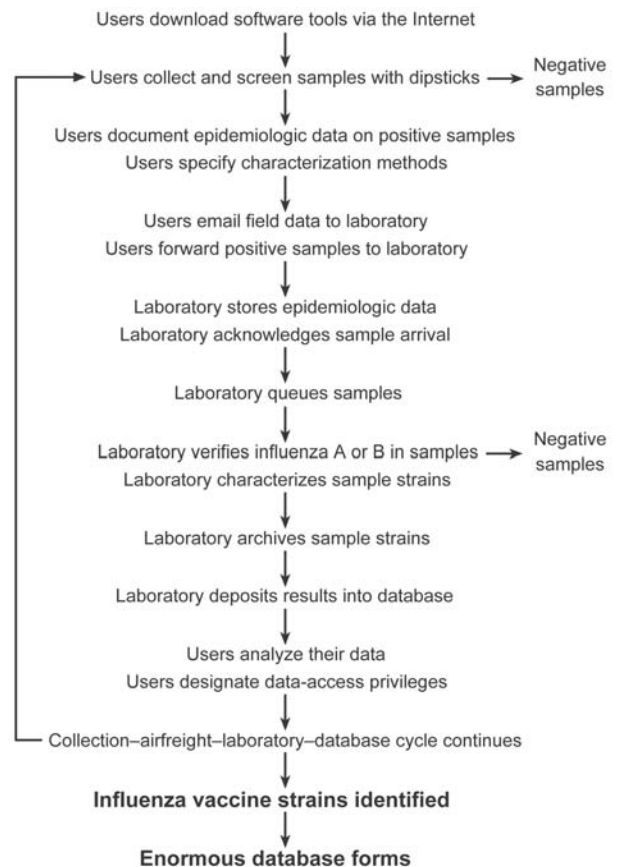 Users download software tools via the Internet
Users collect and screen samples with dipsticks
Negative
samples
Users document epidemiologic data on positive samples
Users specify characterization methods
Users email field data to laboratory
Users forward positive samples to laboratory
Laboratory stores epidemiologic data
Laboratory acknowledges sample arrival
Laboratory queues samples
Laboratory verifies influenza A or B in samples
Negative
samples
Laboratory characterizes sample strains
Laboratory archives sample strains
Laboratory deposits results into database
Users analyze their data
Users designate data-access privileges
Collection–airfreight–laboratory–database cycle continues
Influenza vaccine strains identified
Enormous database forms